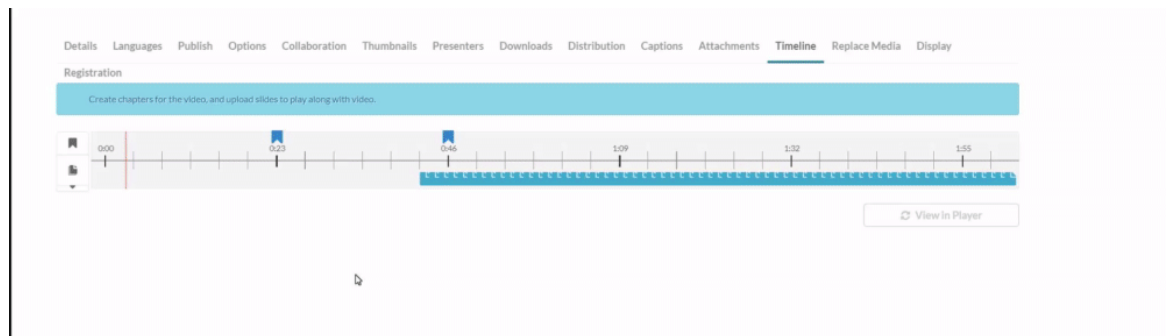 Details Languages Publish Options Collaboration Thumbnails Presenters Downloads Distribution Captions Attachments Timeline Replace Media Display
Registration
Create chapters for the video, and upload slides to play along with video.
0:00 0:23 0:46 1:09 1:32 1:55
View in Player